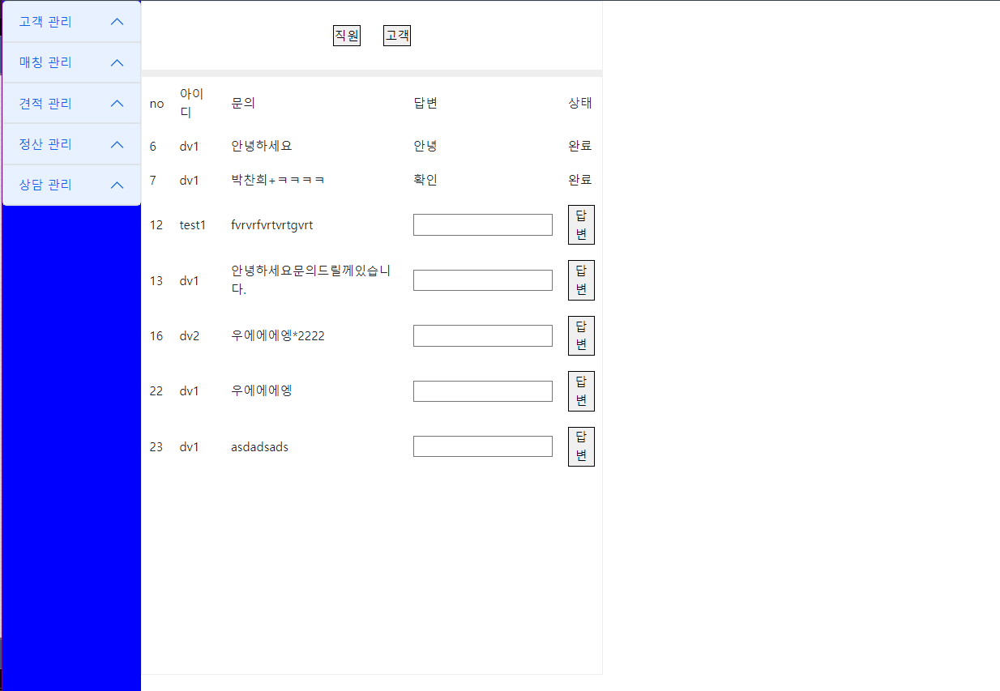 고객 관리
매칭 관리
견적 관리
정산 관리
상담 관리
직원 고객
no 아이디 문의 답변 상태
6 dv1 안녕하세요 안녕 완료
7 dv1 박찬희+ㅋㅋㅋㅋ 확인 완료
12 test1 fvrvrfvrtvrtgvrt 답변
13 dv1 안녕하세요문의드릴께있습니다. 답변
16 dv2 우에에에엥*2222 답변
22 dv1 우에에에엥 답변
23 dv1 asdadsads 답변